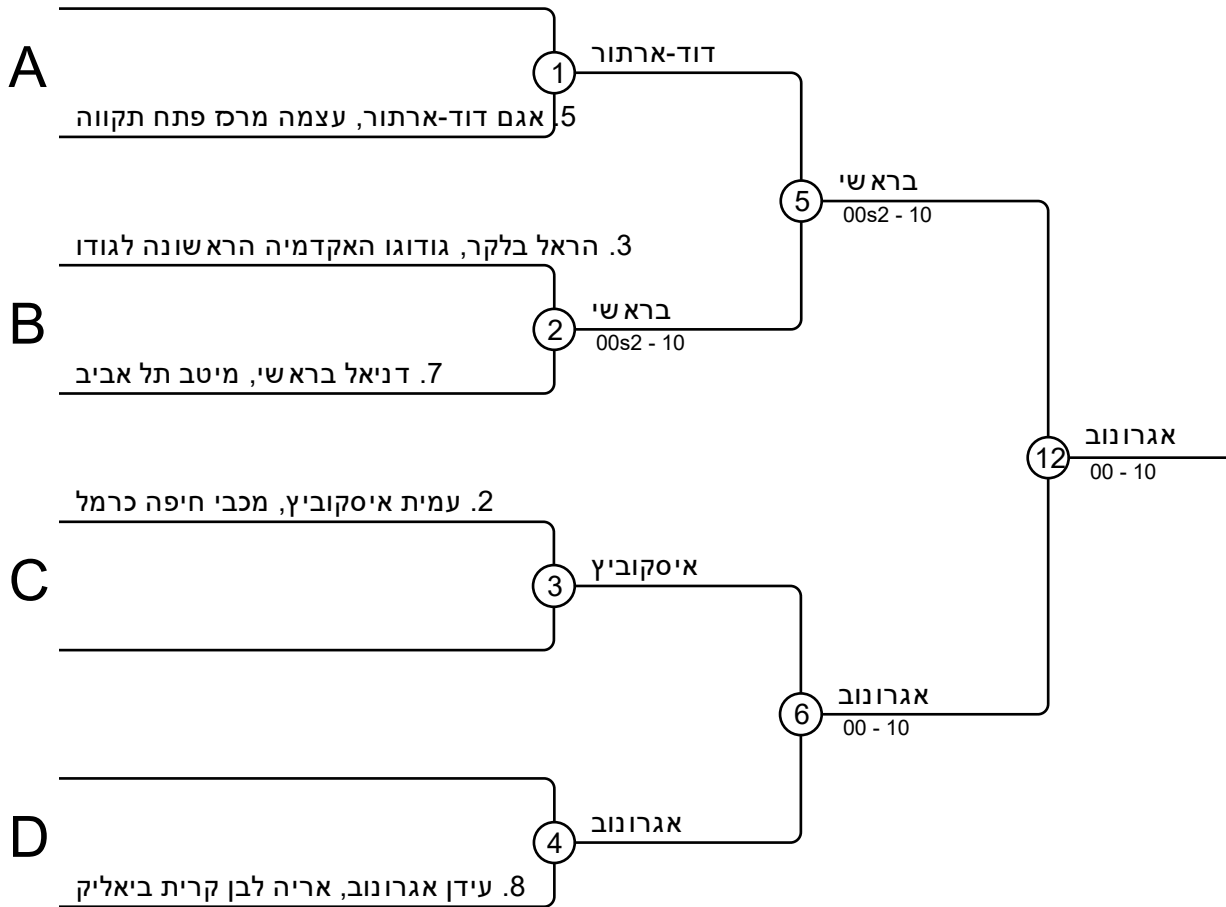 A
1
דוד-ארתור
5. אגם דוד-ארתור, עצמה מרכז פתח תקווה
5
בראשי
00s2 - 10
3. הראל בלקר, גודוגו האקדמיה הראשונה לגודו
B
2
בראשי
00s2 - 10
7. דניאל בראשי, מיטב תל אביב
12
אגרונוב
00 - 10
2. עמית איסקוביץ, מכבי חיפה כרמל
C
3
איסקוביץ
6
אגרונוב
00 - 10
D
4
אגרונוב
8. עידן אגרונוב, אריה לבן קרית ביאליק